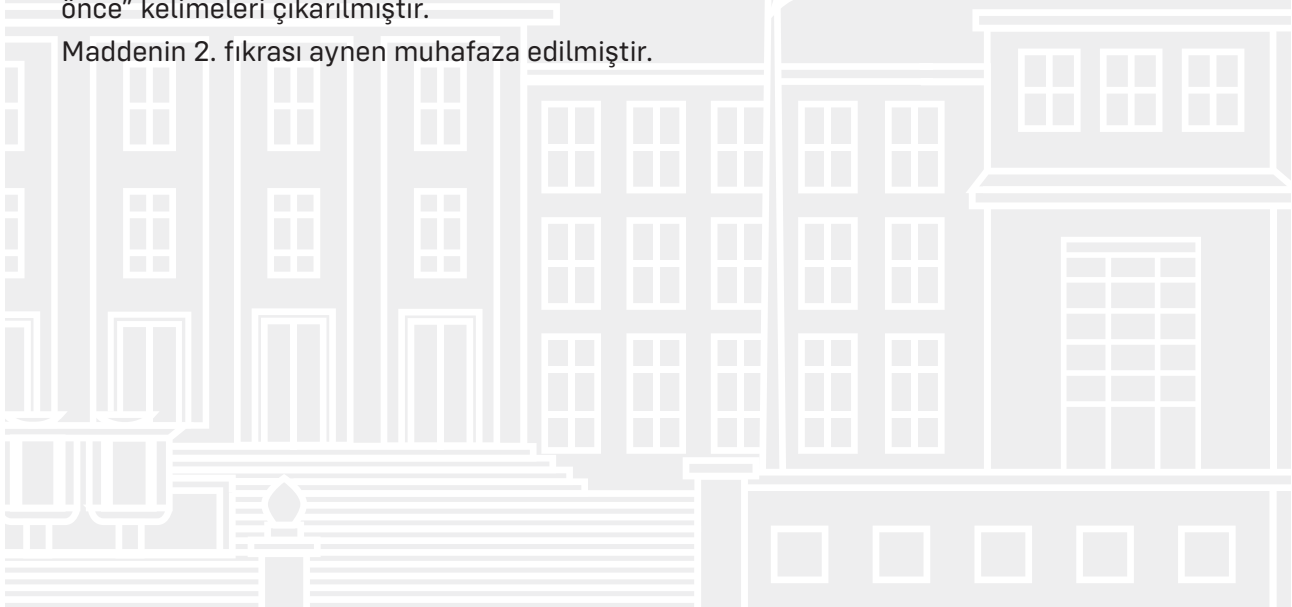 önce” kelimeleri çıkarılmıştır.
Maddenin 2. fıkrası aynen muhafaza edilmiştir.